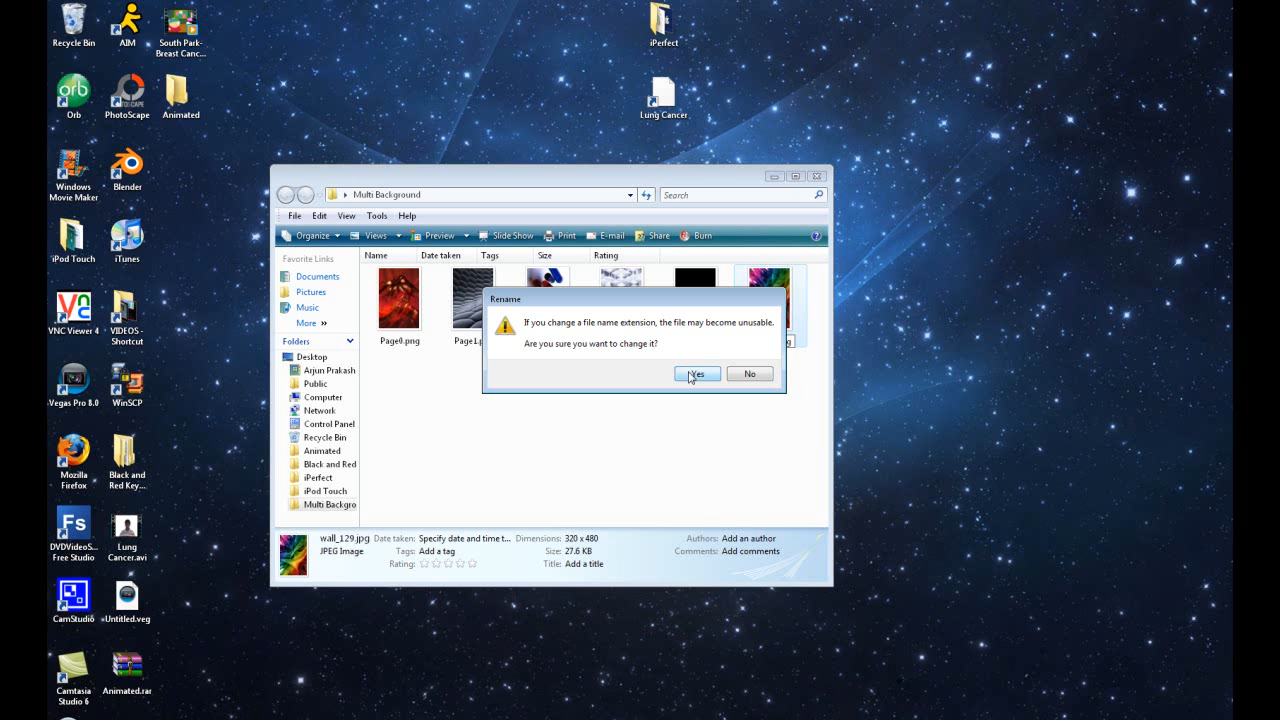 Recycle Bin
AIM
South Park-
Breast Canc...
iPerfect
Orb
PhotoScape
Animated
Lung Cancer
Windows
Movie Maker
Blender
Multi Background
Search
File Edit View Tools Help
iPod Touch
iTunes
Organize Views Preview Slide Show Print E-mail Share Burn
Favorite Links
Name Date taken Tags Size Rating
Documents
Pictures
Music
More »
VNC Viewer 4
VIDEOS -
Shortcut
Page0.png
Rename
If you change a file name extension, the file may become unusable.
Are you sure you want to change it?
Yes No
Folders
Desktop
Arjun Prakash
Public
Computer
Network
Control Panel
Recycle Bin
Animated
Black and Red
iPerfect
iPod Touch
Multi Backgro
Vegas Pro 8.0
WinSCP
Mozilla
Firefox
Black and
Red Key...
wall_129.jpg Date taken: Specify date and time t... Dimensions: 320 x 480 Authors: Add an author
JPEG Image Tags: Add a tag Size: 27.6 KB Comments: Add comments
Rating: Title: Add a title
DVDVideoS...
Free Studio
Lung
Cancer.avi
CamStudio
Untitled.veg
Camtasia
Studio 6
Animated.rar